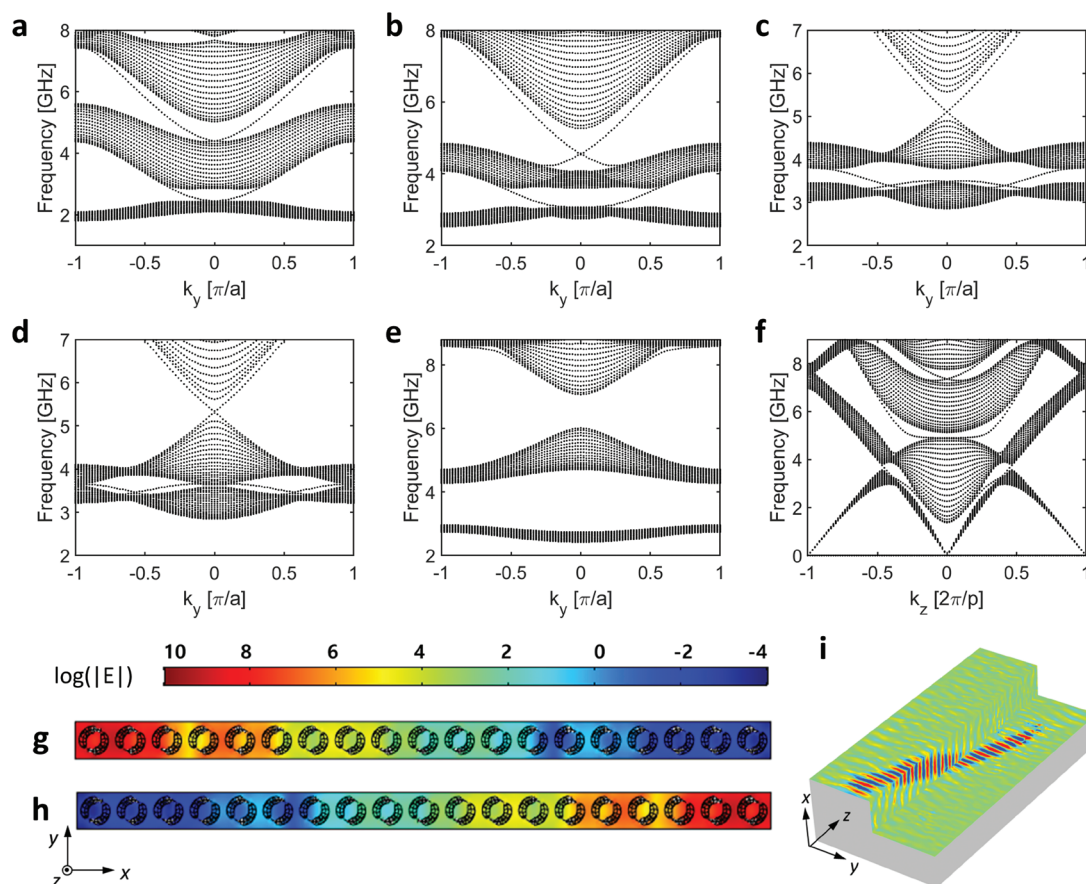 a
b
c
8
6
4
2
Frequency [GHz]
-1 -0.5 0 0.5 1
k_y [π/a]
8
6
4
2
Frequency [GHz]
-1 -0.5 0 0.5 1
k_y [π/a]
7
6
5
4
3
2
Frequency [GHz]
-1 -0.5 0 0.5 1
k_y [π/a]
d
e
f
7
6
5
4
3
2
Frequency [GHz]
-1 -0.5 0 0.5 1
k_y [π/a]
8
6
4
2
Frequency [GHz]
-1 -0.5 0 0.5 1
k_y [π/a]
8
6
4
2
0
Frequency [GHz]
-1 -0.5 0 0.5 1
k_z [2π/p]
10 8 6 4 2 0 -2 -4
log(|E|)
g
h
y
z
x
i
x
z
y